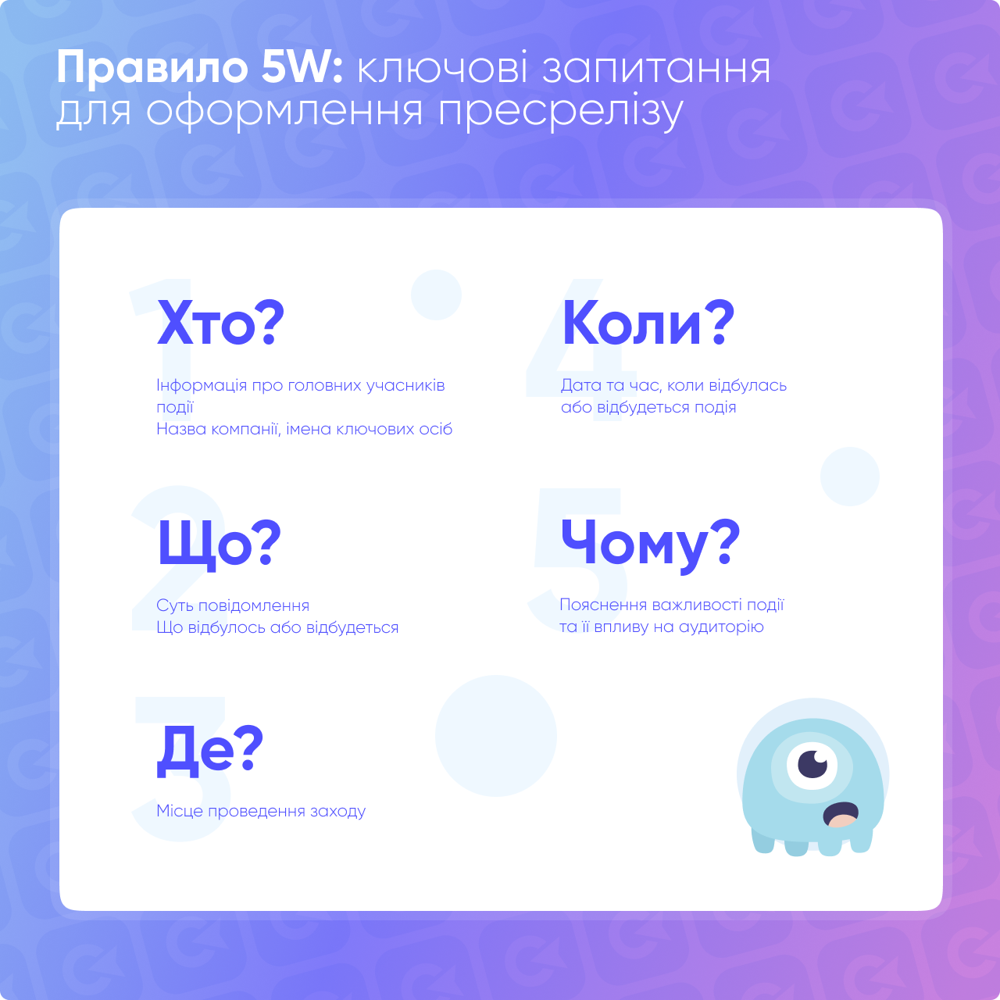 Правило 5W: ключові запитання
для оформлення пресрелізу
1
Хто?
Інформація про головних учасників
події
Назва компанії, імена ключових осіб
2
Що?
Суть повідомлення
Що відбулось або відбудеться
3
Де?
Місце проведення заходу
4
Коли?
Дата та час, коли відбулась
або відбудеться подія
5
Чому?
Пояснення важливості події
та її впливу на аудиторію